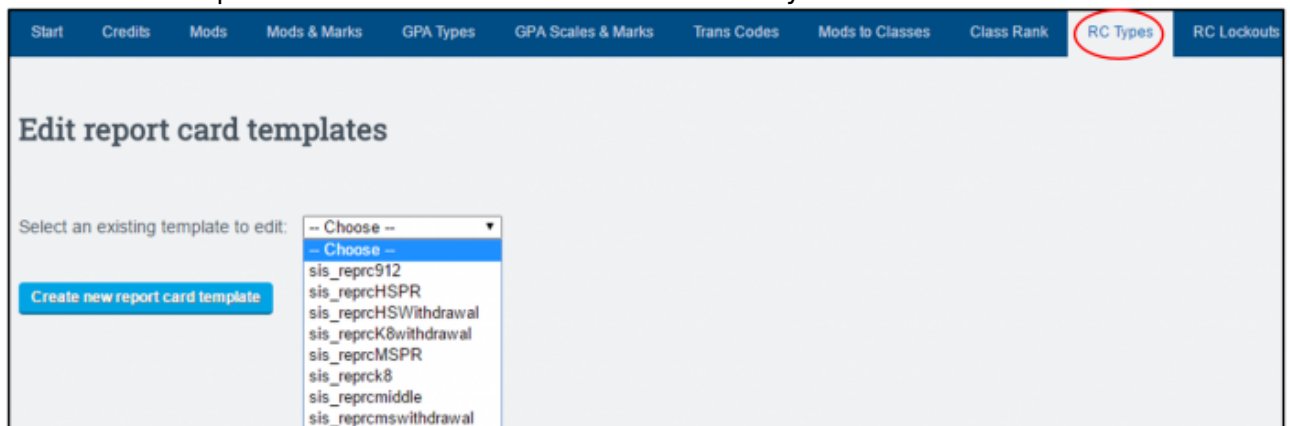 Start Credits Mods Mods & Marks GPA Types GPA Scales & Marks Trans Codes Mods to Classes Class Rank RC Types RC Lockouts
Edit report card templates
Select an existing template to edit: -- Choose --
-- Choose --
sis_reprc912
sis_reprcHSPR
Create new report card template
sis_reprcHSWithdrawal
sis_reprcK8withdrawal
sis_reprcMSPR
sis_reprck8
sis_reprcmiddle
sis_reprcmswithdrawal